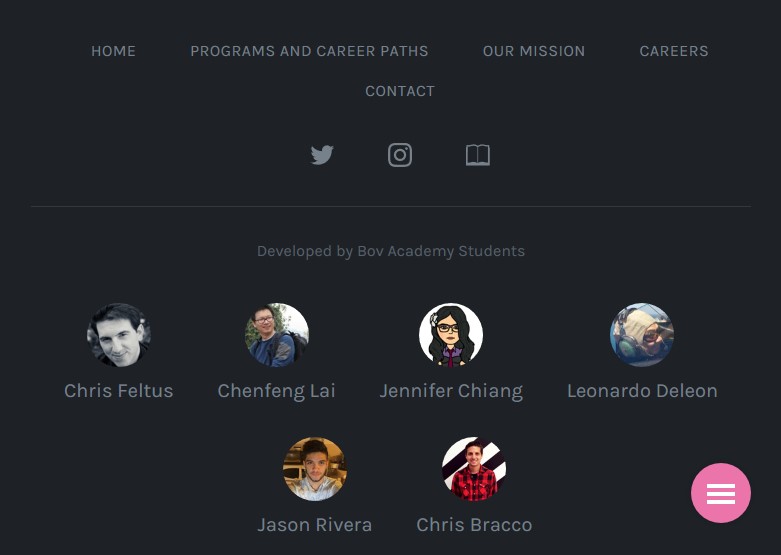 HOME PROGRAMS AND CAREER PATHS OUR MISSION CAREERS
CONTACT
Developed by Bov Academy Students
Chris Feltus Chenfeng Lai Jennifer Chiang Leonardo Deleon
Jason Rivera Chris Bracco